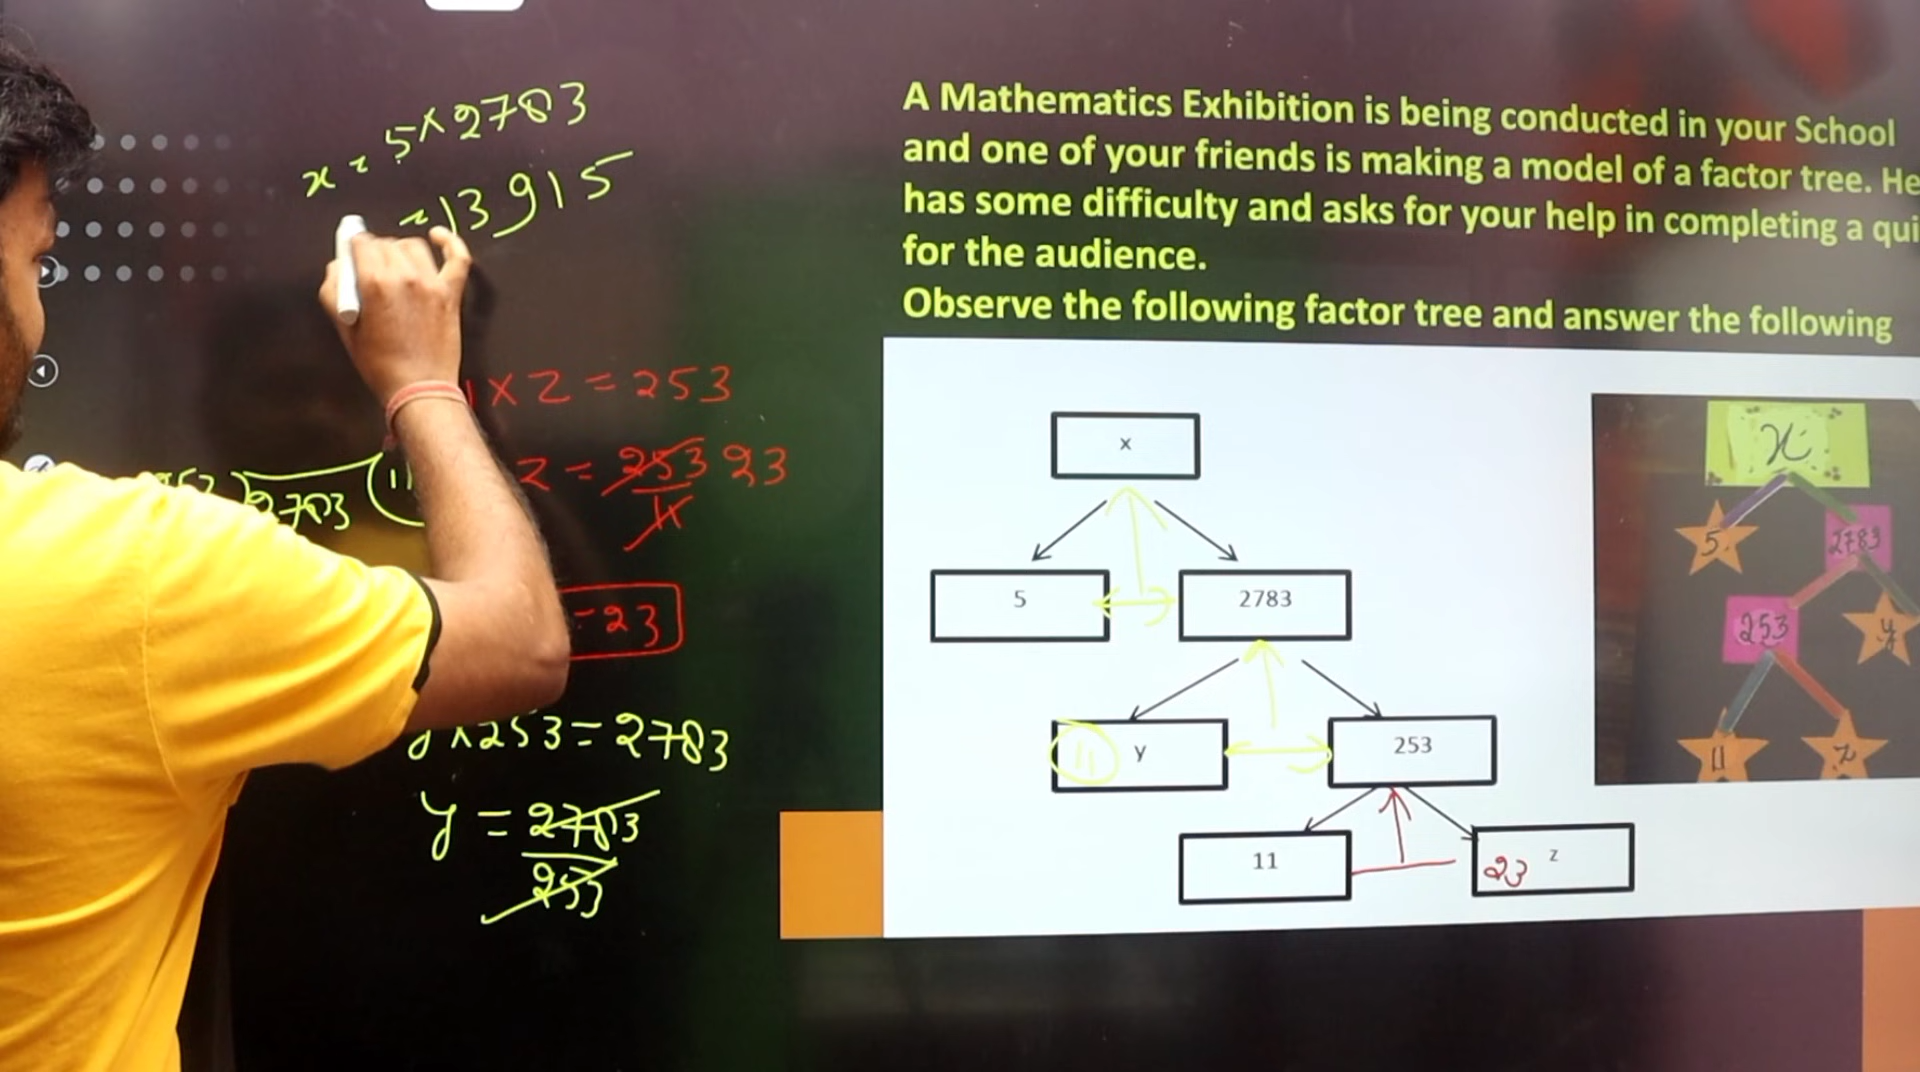 x = 5×2783
=13915
×Z=253
Z = 253 23
11
2783 (11
=23
×253=2783
y = 2783
253
A Mathematics Exhibition is being conducted in your School
and one of your friends is making a model of a factor tree. He
has some difficulty and asks for your help in completing a qui
for the audience.
Observe the following factor tree and answer the following
x
5 2783
11 y 253
11 23 z
x
5 2783
253 y
11 z